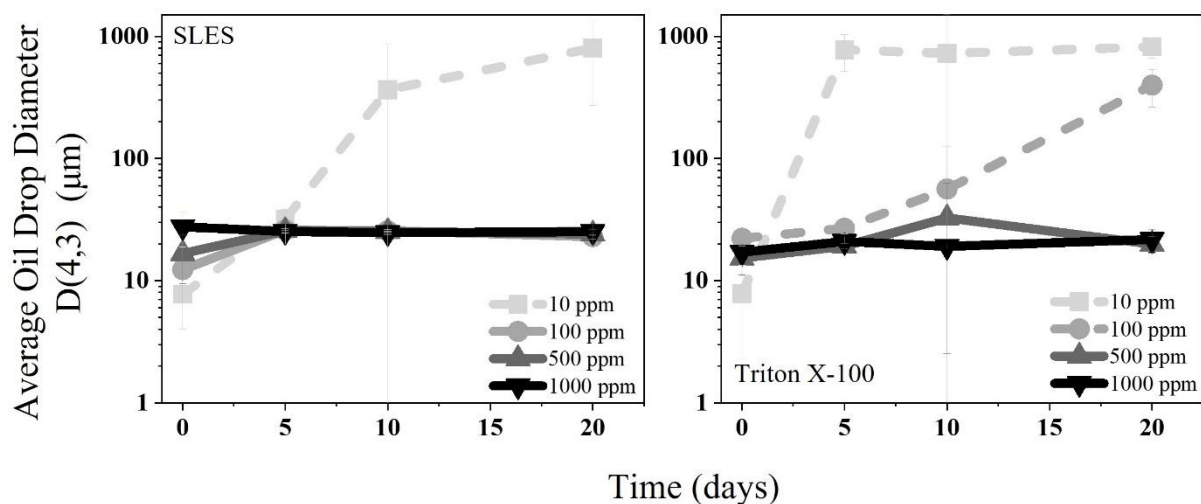 Average Oil Drop Diameter
D(4,3) (μm)
SLES
1000
100
10
1
0
5
10
15
20
10 ppm
100 ppm
500 ppm
1000 ppm
Triton X-100
1000
100
10
1
0
5
10
15
20
10 ppm
100 ppm
500 ppm
1000 ppm
Time (days)